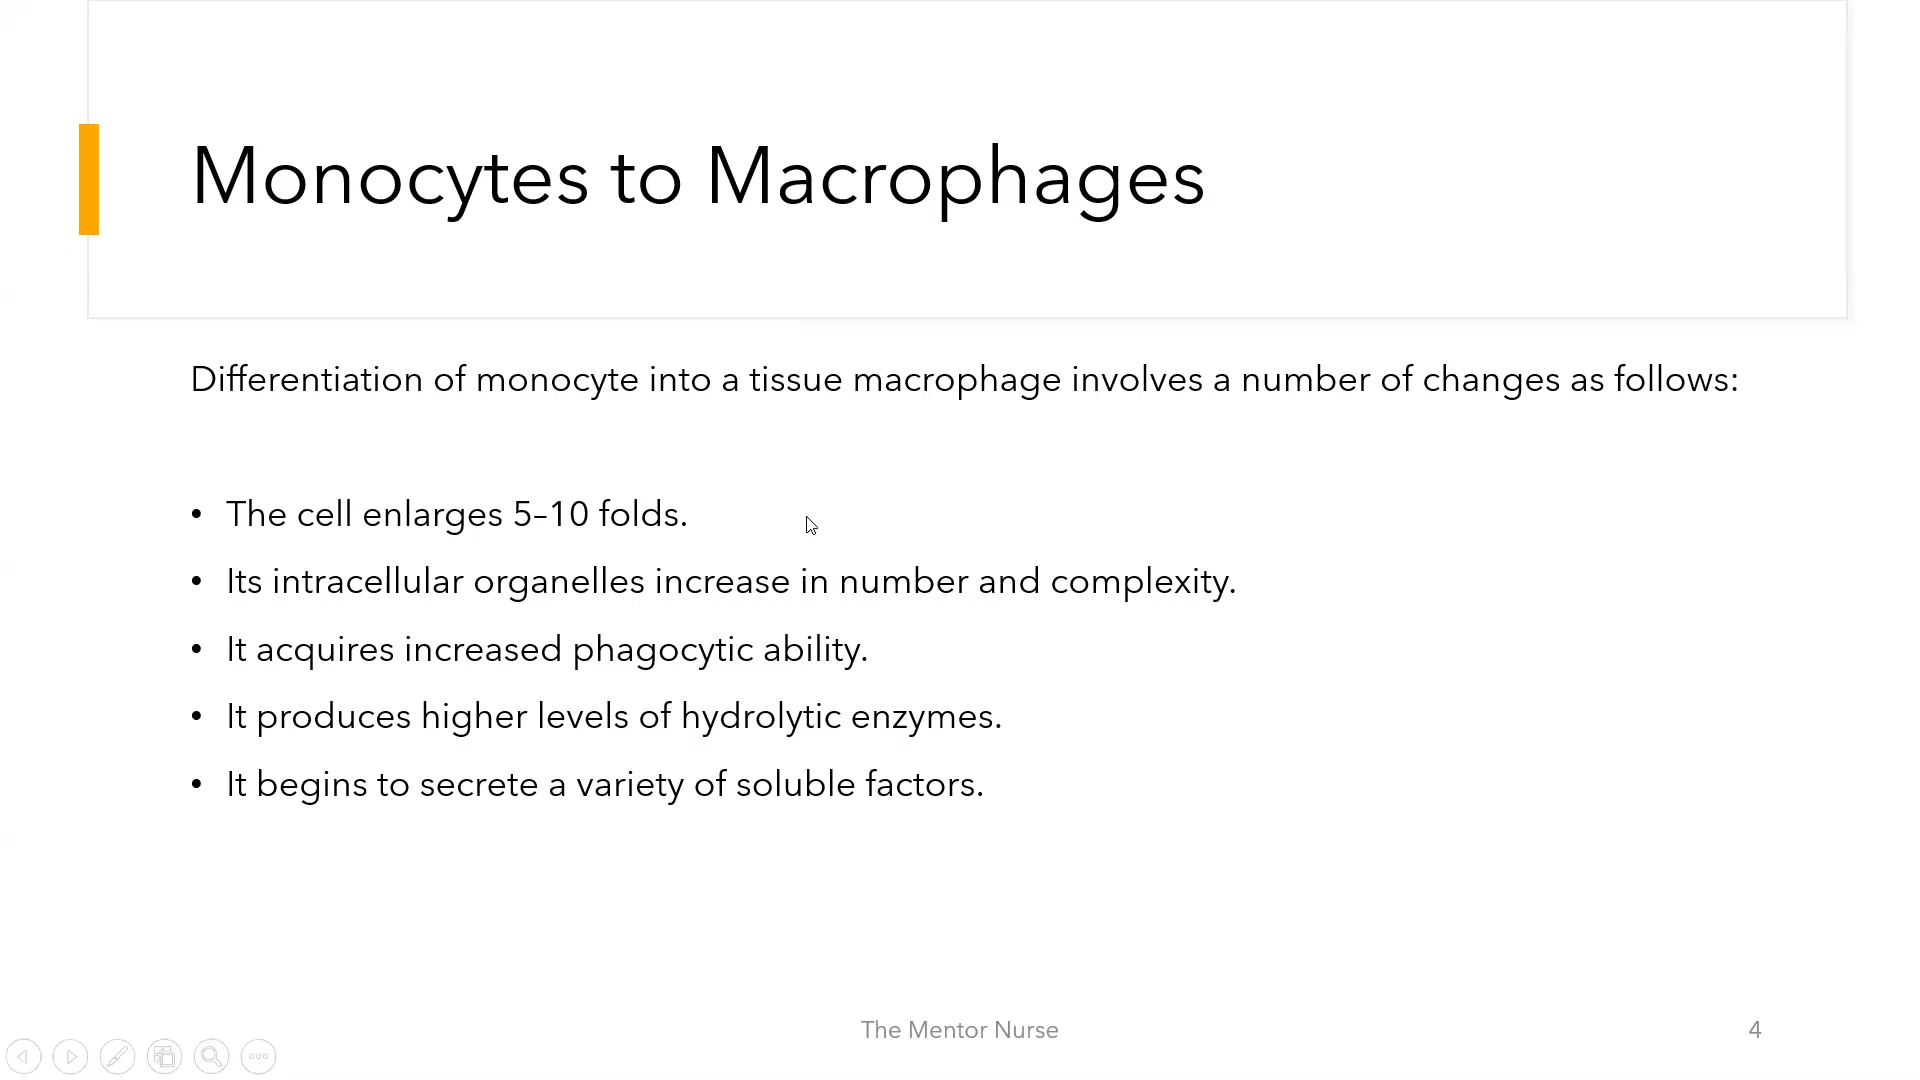 Monocytes to Macrophages
Differentiation of monocyte into a tissue macrophage involves a number of changes as follows:
• The cell enlarges 5–10 folds.
• Its intracellular organelles increase in number and complexity.
• It acquires increased phagocytic ability.
• It produces higher levels of hydrolytic enzymes.
• It begins to secrete a variety of soluble factors.
The Mentor Nurse
4